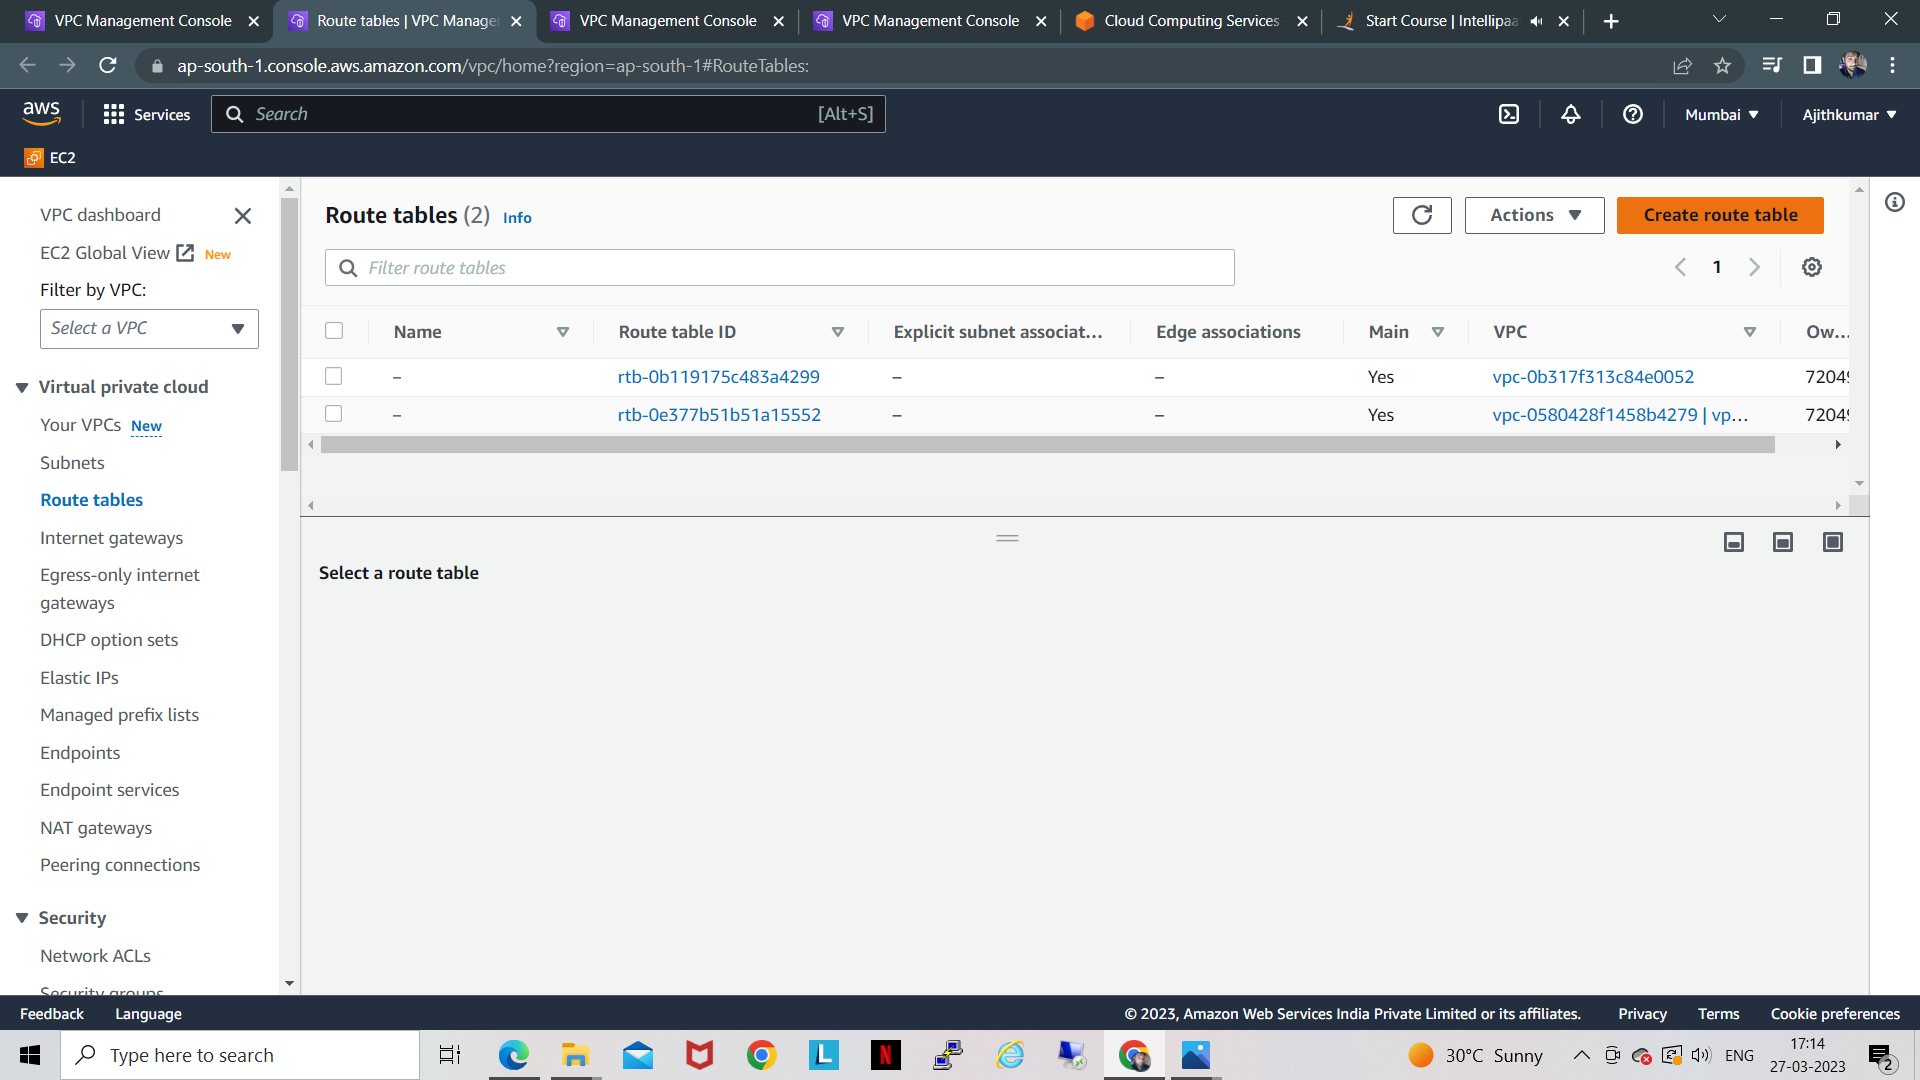 VPC Management Console
Route tables | VPC Manage
VPC Management Console
VPC Management Console
Cloud Computing Services
Start Course | Intellipaa
ap-south-1.console.aws.amazon.com/vpc/home?region=ap-south-1#RouteTables:
aws
Services
Search
[Alt+S]
Mumbai
Ajithkumar
EC2
VPC dashboard
EC2 Global View New
Filter by VPC:
Select a VPC
Virtual private cloud
Your VPCs New
Subnets
Route tables
Internet gateways
Egress-only internet
gateways
DHCP option sets
Elastic IPs
Managed prefix lists
Endpoints
Endpoint services
NAT gateways
Peering connections
Security
Network ACLs
Security groups
Route tables (2) Info
Actions
Create route table
Filter route tables
1
Name Route table ID Explicit subnet associat... Edge associations Main VPC Ow...
– rtb-0b119175c483a4299 – – Yes vpc-0b317f313c84e0052 72049
– rtb-0e377b51b51a15552 – – Yes vpc-0580428f1458b4279 | vp... 72049
Select a route table
Feedback Language © 2023, Amazon Web Services India Private Limited or its affiliates. Privacy Terms Cookie preferences
Type here to search
L
N
30°C Sunny
ENG
17:14
27-03-2023
2